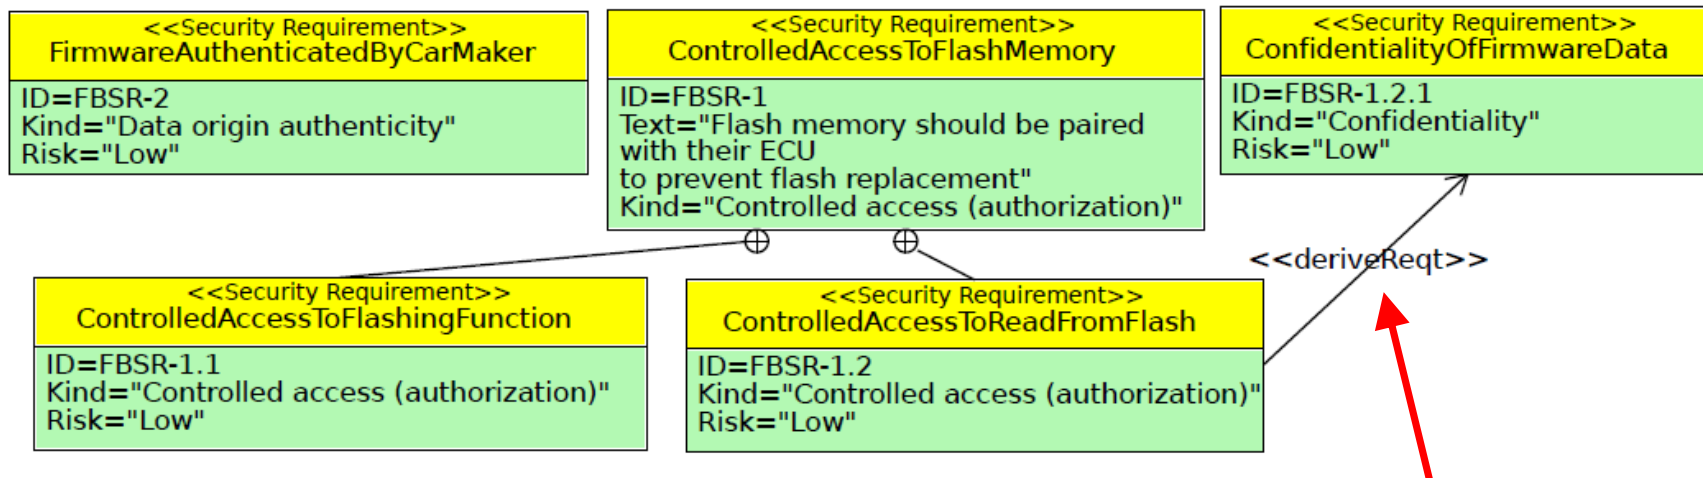 <<Security Requirement>>
FirmwareAuthenticatedByCarMaker
ID=FBSR-2
Kind="Data origin authenticity"
Risk="Low"
<<Security Requirement>>
ControlledAccessToFlashMemory
ID=FBSR-1
Text="Flash memory should be paired
with their ECU
to prevent flash replacement"
Kind="Controlled access (authorization)"
<<Security Requirement>>
ConfidentialityOfFirmwareData
ID=FBSR-1.2.1
Kind="Confidentiality"
Risk="Low"
<<deriveReqt>>
<<Security Requirement>>
ControlledAccessToFlashingFunction
ID=FBSR-1.1
Kind="Controlled access (authorization)"
Risk="Low"
<<Security Requirement>>
ControlledAccessToReadFromFlash
ID=FBSR-1.2
Kind="Controlled access (authorization)"
Risk="Low"